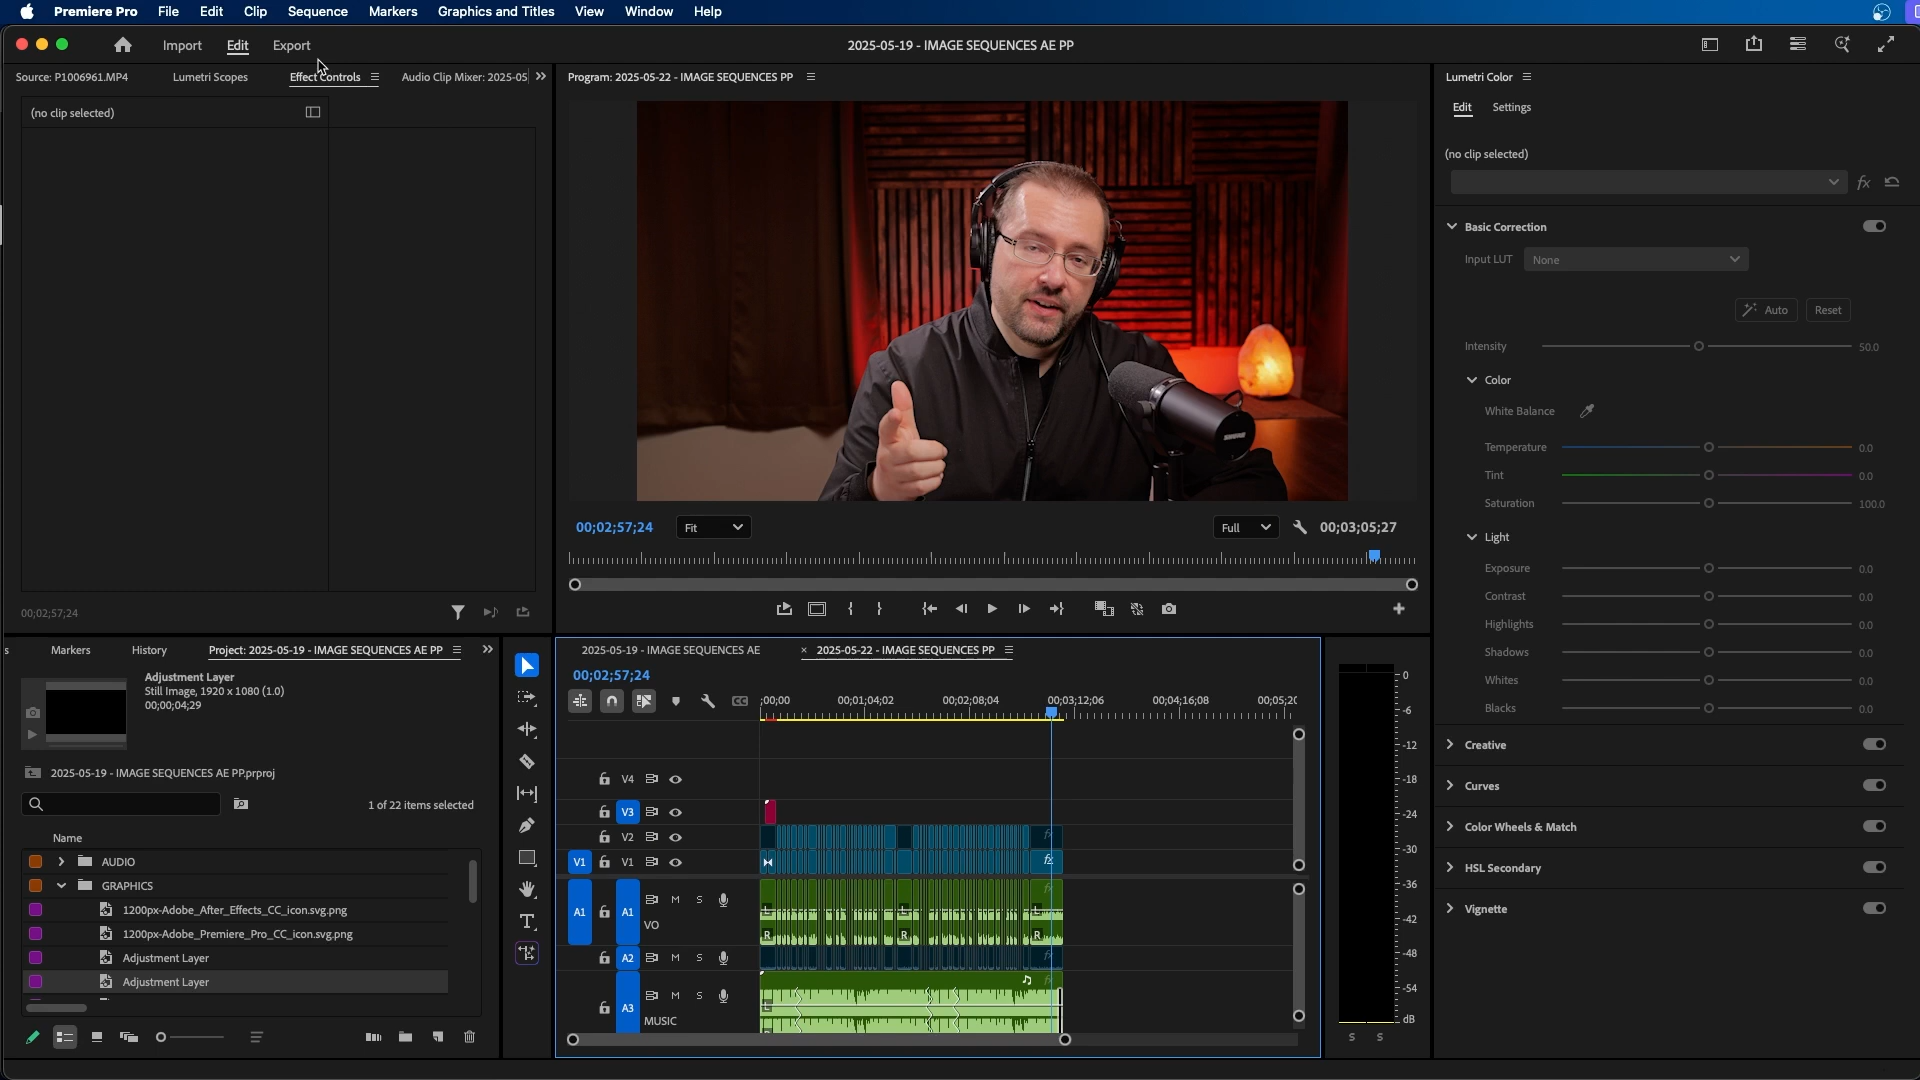 Premiere Pro File Edit Clip Sequence Markers Graphics and Titles View Window Help
Import Edit Export
2025-05-19 - IMAGE SEQUENCES AE PP
Source: P1006961.MP4 Lumetri Scopes Effect Controls Audio Clip Mixer: 2025-05
(no clip selected)
00;02;57;24
Program: 2025-05-22 - IMAGE SEQUENCES PP
SHURE
00;02;57;24 Fit Full 00;03;05;27
Lumetri Color
Edit Settings
(no clip selected)
fx
Basic Correction
Input LUT None
Auto Reset
Intensity 50.0
Color
White Balance
Temperature 0.0
Tint 0.0
Saturation 100.0
Light
Exposure 0.0
Contrast 0.0
Highlights 0.0
Shadows 0.0
Whites 0.0
Blacks 0.0
Creative
Curves
Color Wheels & Match
HSL Secondary
Vignette
s Markers History Project: 2025-05-19 - IMAGE SEQUENCES AE PP
Adjustment Layer
Still Image, 1920 x 1080 (1.0)
00;00;04;29
2025-05-19 - IMAGE SEQUENCES AE PP.prproj
1 of 22 items selected
Name
AUDIO
GRAPHICS
1200px-Adobe_After_Effects_CC_icon.svg.png
1200px-Adobe_Premiere_Pro_CC_icon.svg.png
Adjustment Layer
Adjustment Layer
2025-05-19 - IMAGE SEQUENCES AE × 2025-05-22 - IMAGE SEQUENCES PP
00;02;57;24
;00;00 00;01;04;02 00;02;08;04 00;03;12;06 00;04;16;08 00;05;20
V4
V3
V2 fx
V1 V1 fx
A1 A1 M S
VO
L L L fx
R R R
A2 M S fx
A3 M S fx
MUSIC
L
0
-6
-12
-18
-24
-30
-36
-42
-48
-54
dB
S S